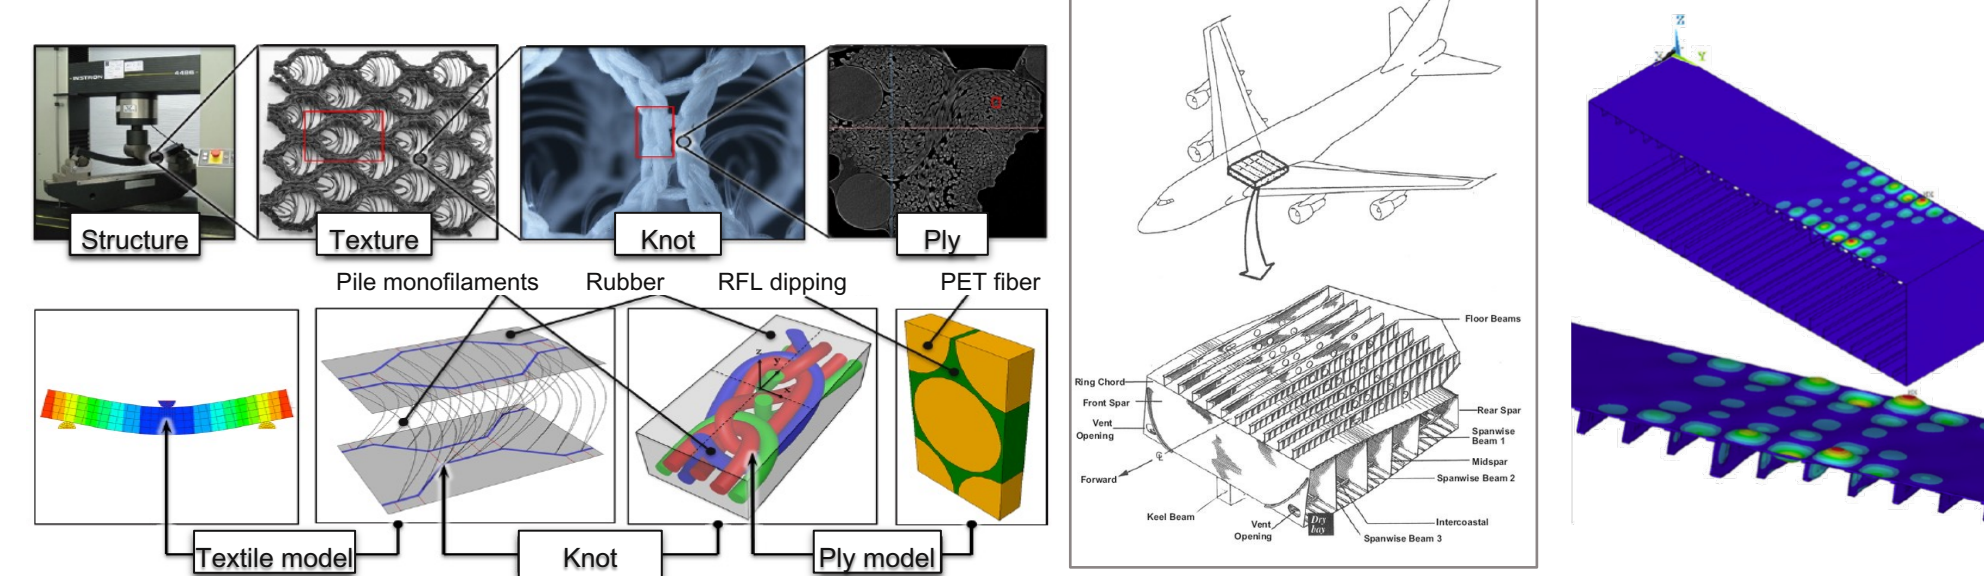 INSTRON
4486
Structure
Texture
Knot
Ply
Pile monofilaments
Rubber
RFL dipping
PET fiber
z
Y
x
Textile model
Knot
Ply model
Floor Beams
Ring Chord
Front Spar
Vent
Opening
Forward
Keel Beam
Vent
Opening
Dry
bay
Rear Spar
Spanwise
Beam 1
Midspar
Spanwise Beam 2
Intercoastal
Spanwise Beam 3
Z
X
Y